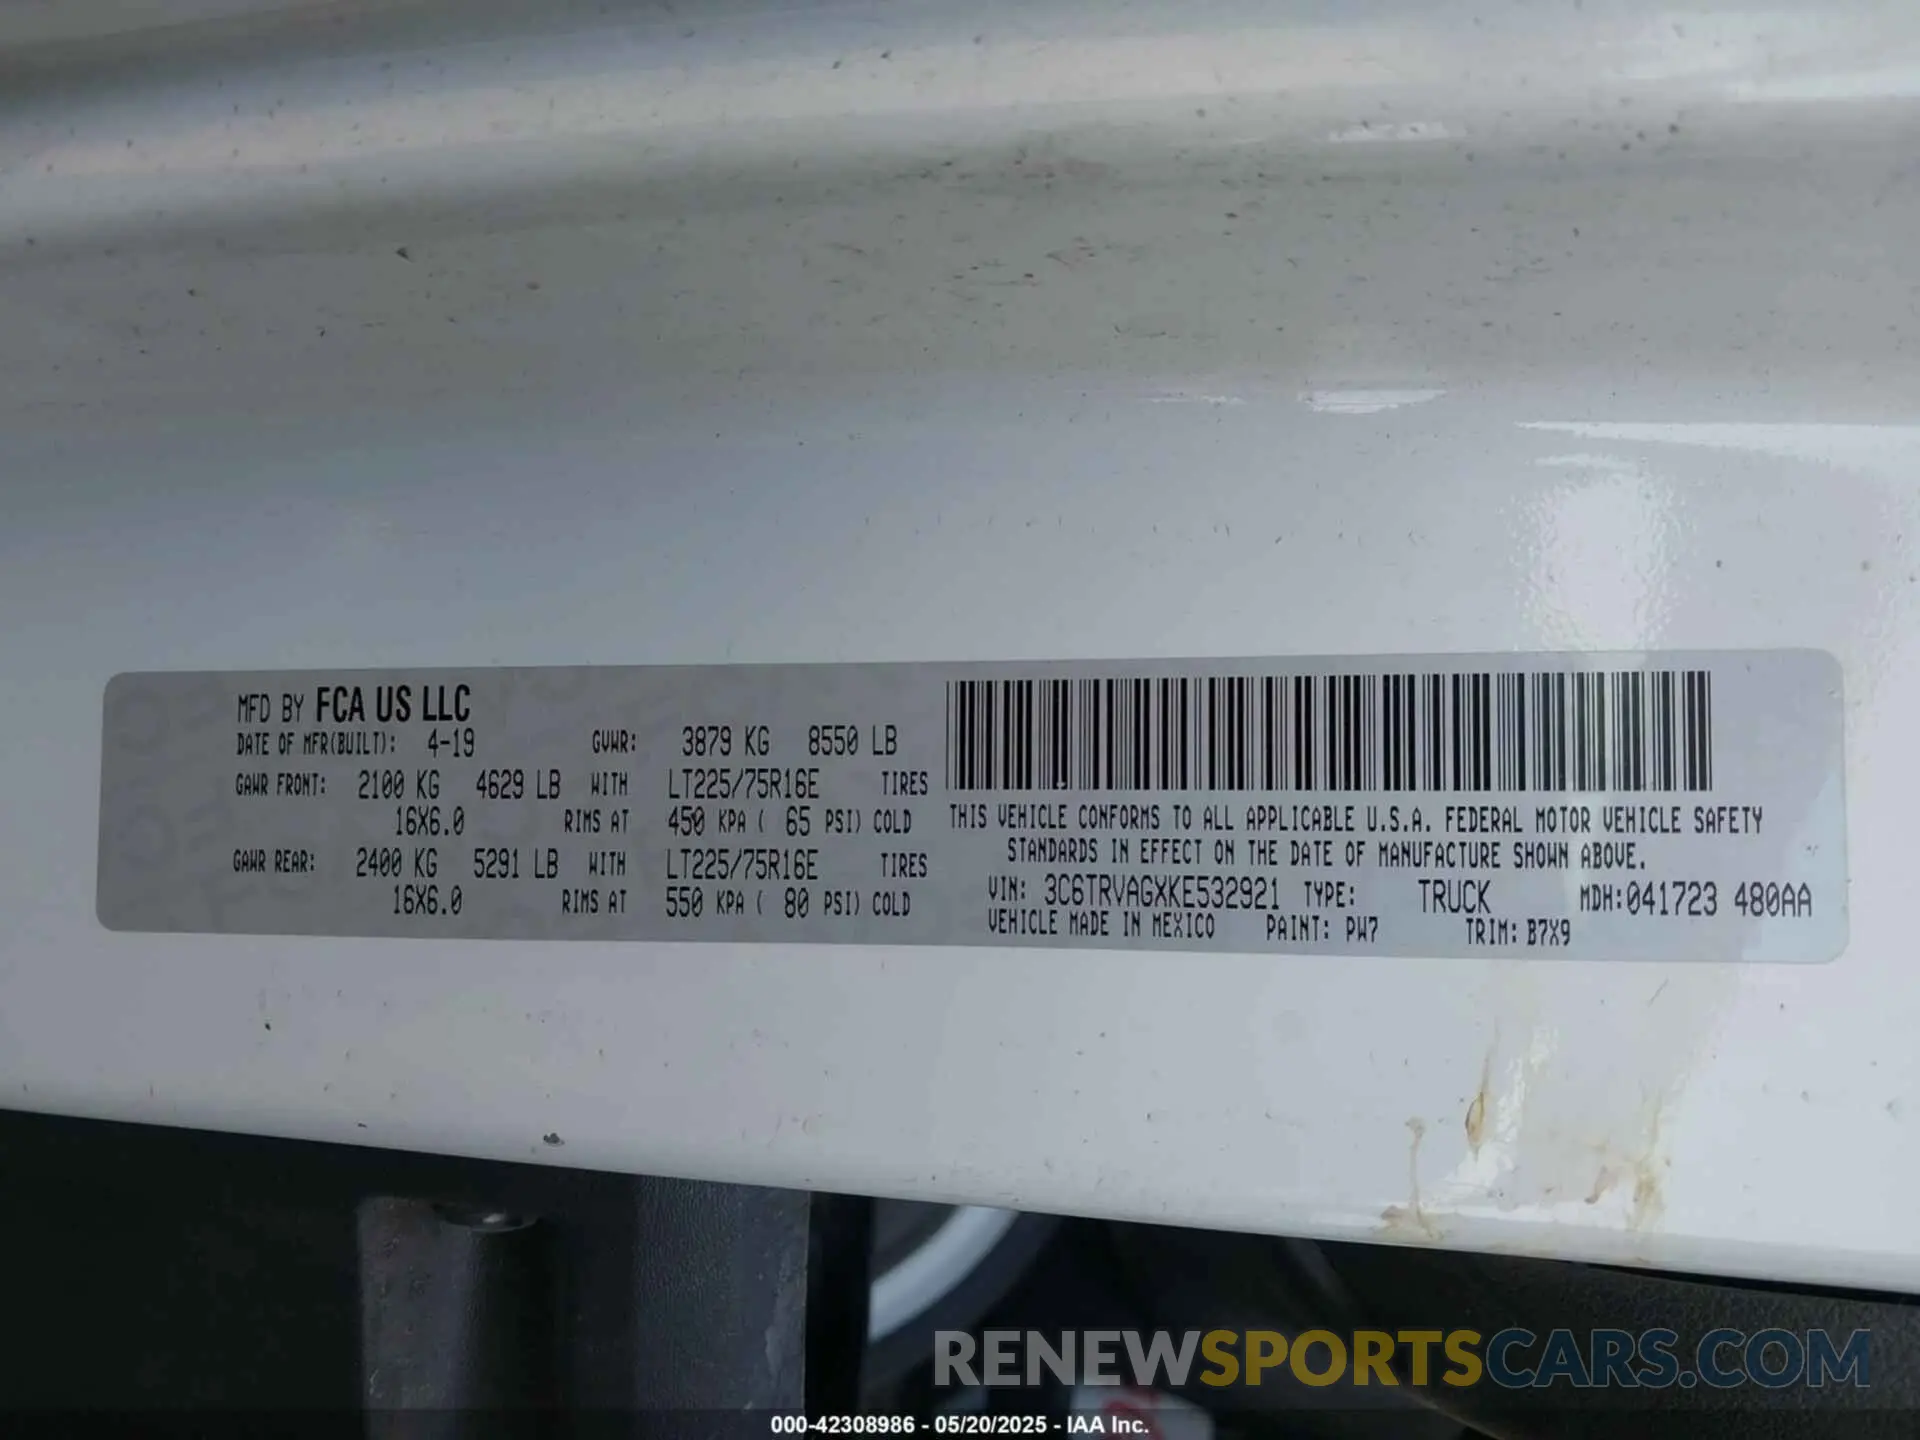 MFD BY FCA US LLC
DATE OF MFR(BUILT): 4-19 GVWR: 3879 KG 8550 LB
GAWR FRONT: 2100 KG 4629 LB WITH LT225/75R16E TIRES
16X6.0 RIMS AT 450 KPA ( 65 PSI) COLD
GAWR REAR: 2400 KG 5291 LB WITH LT225/75R16E TIRES
16X6.0 RIMS AT 550 KPA ( 80 PSI) COLD
THIS VEHICLE CONFORMS TO ALL APPLICABLE U.S.A. FEDERAL MOTOR VEHICLE SAFETY
STANDARDS IN EFFECT ON THE DATE OF MANUFACTURE SHOWN ABOVE.
VIN: 3C6TRVAGXKE532921 TYPE: TRUCK MDH:041723 480AA
VEHICLE MADE IN MEXICO PAINT: PW7 TRIM: B7X9
RENEWSPORTSCARS.COM
000-42308986 - 05/20/2025 - IAA Inc.